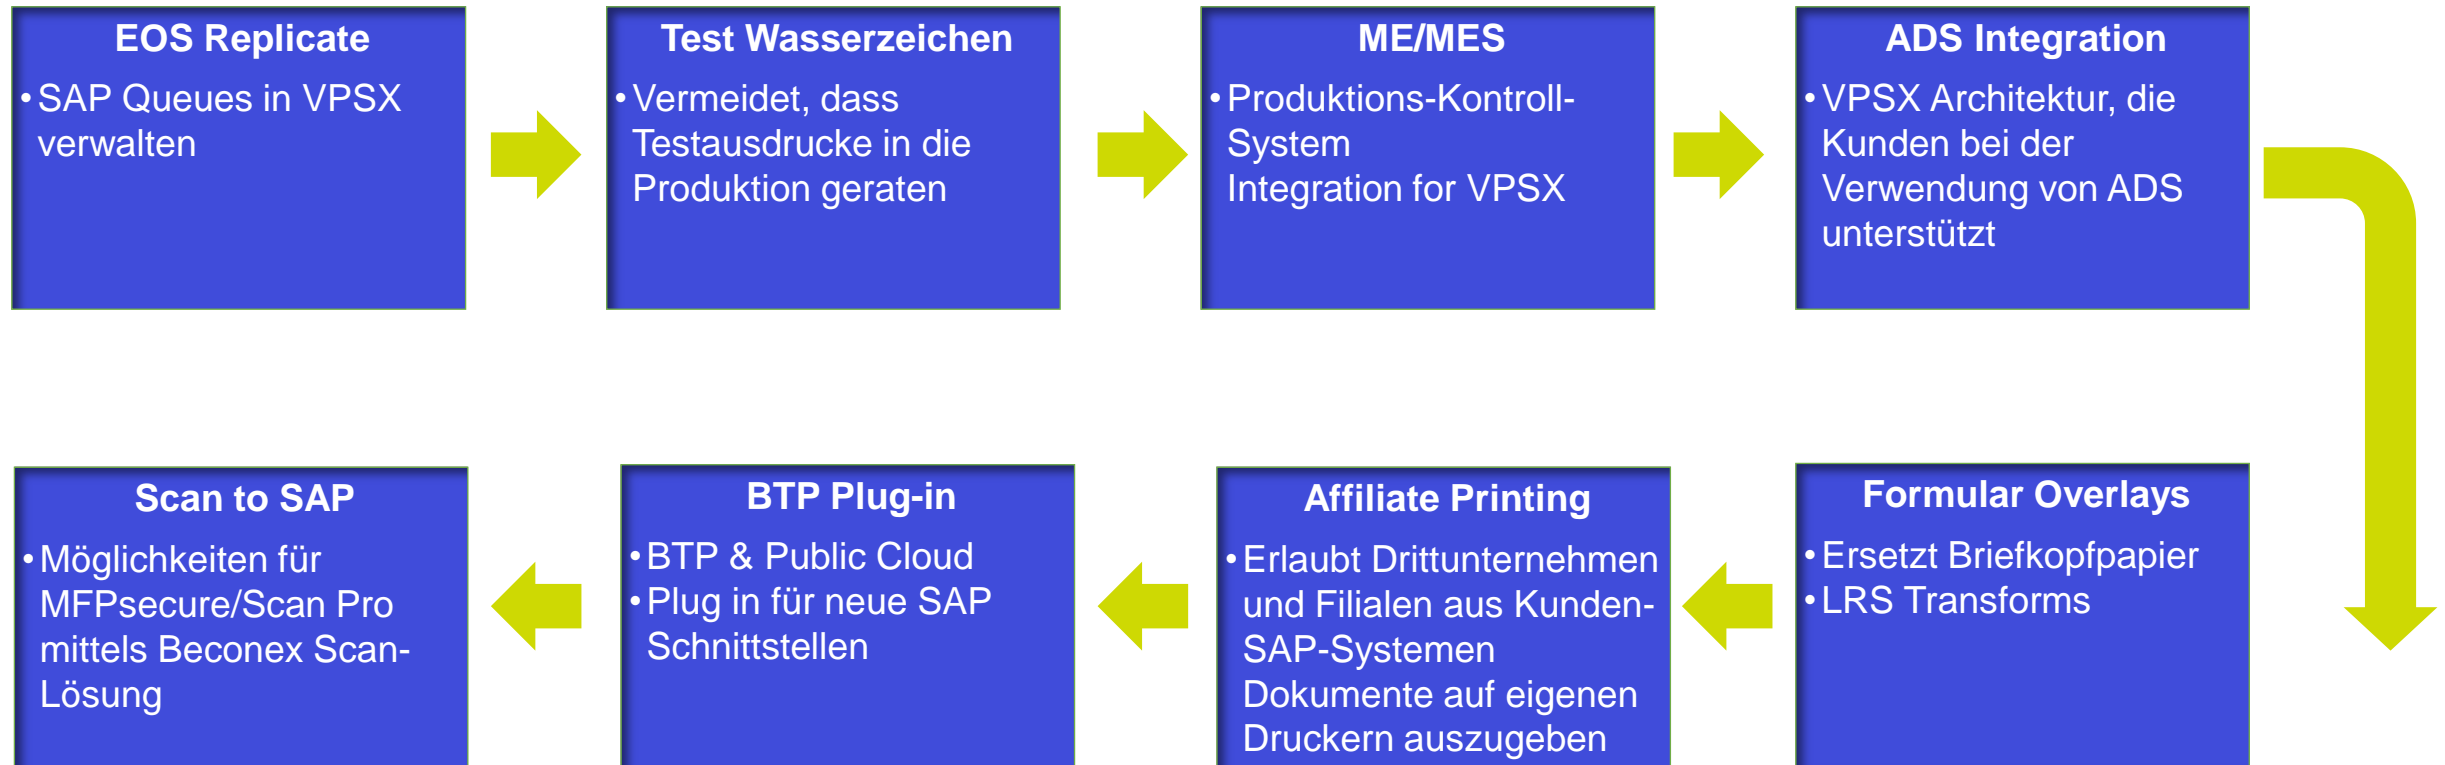 EOS Replicate
• SAP Queues in VPSX
verwalten
Test Wasserzeichen
• Vermeidet, dass
Testausdrucke in die
Produktion geraten
ME/MES
• Produktions-Kontroll-
System
Integration for VPSX
ADS Integration
• VPSX Architektur, die
Kunden bei der
Verwendung von ADS
unterstützt
Formular Overlays
• Ersetzt Briefkopfpapier
• LRS Transforms
Affiliate Printing
• Erlaubt Drittunternehmen
und Filialen aus Kunden-
SAP-Systemen
Dokumente auf eigenen
Druckern auszugeben
BTP Plug-in
• BTP & Public Cloud
• Plug in für neue SAP
Schnittstellen
Scan to SAP
• Möglichkeiten für
MFPsecure/Scan Pro
mittels Beconex Scan-
Lösung